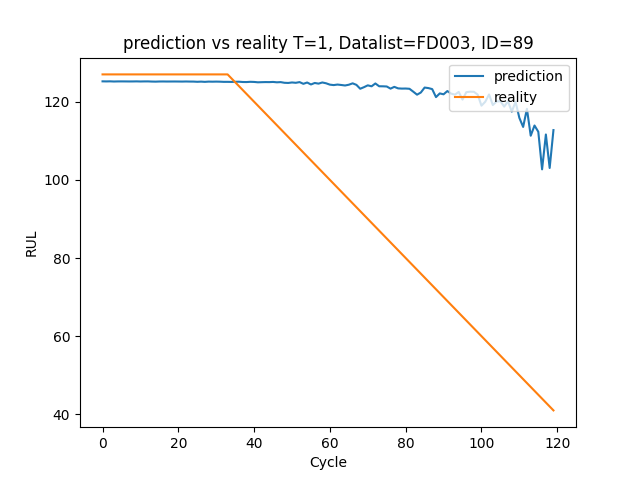 prediction vs reality T=1, Datalist=FD003, ID=89
prediction
reality
RUL
120
100
80
60
40
0 20 40 60 80 100 120
Cycle